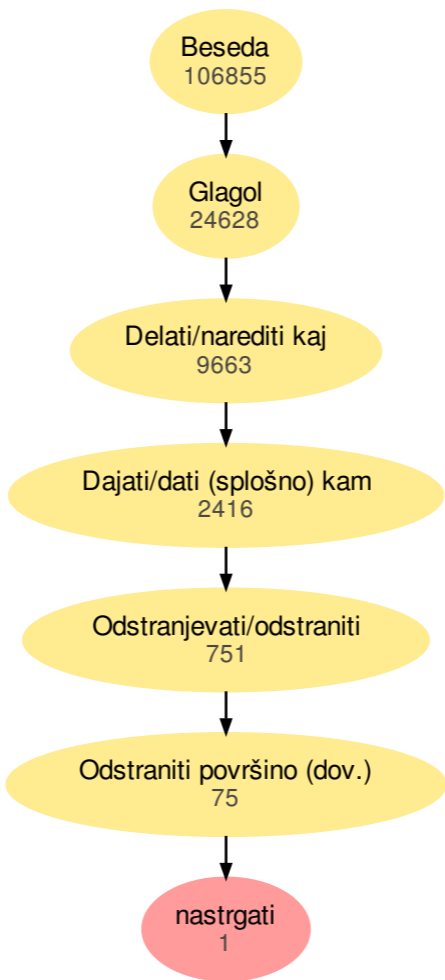 Beseda
106855
Glagol
24628
Delati/narediti kaj
9663
Dajati/dati (splošno) kam
2416
Odstranjevati/odstraniti
751
Odstraniti površino (dov.)
75
nastrgati
1